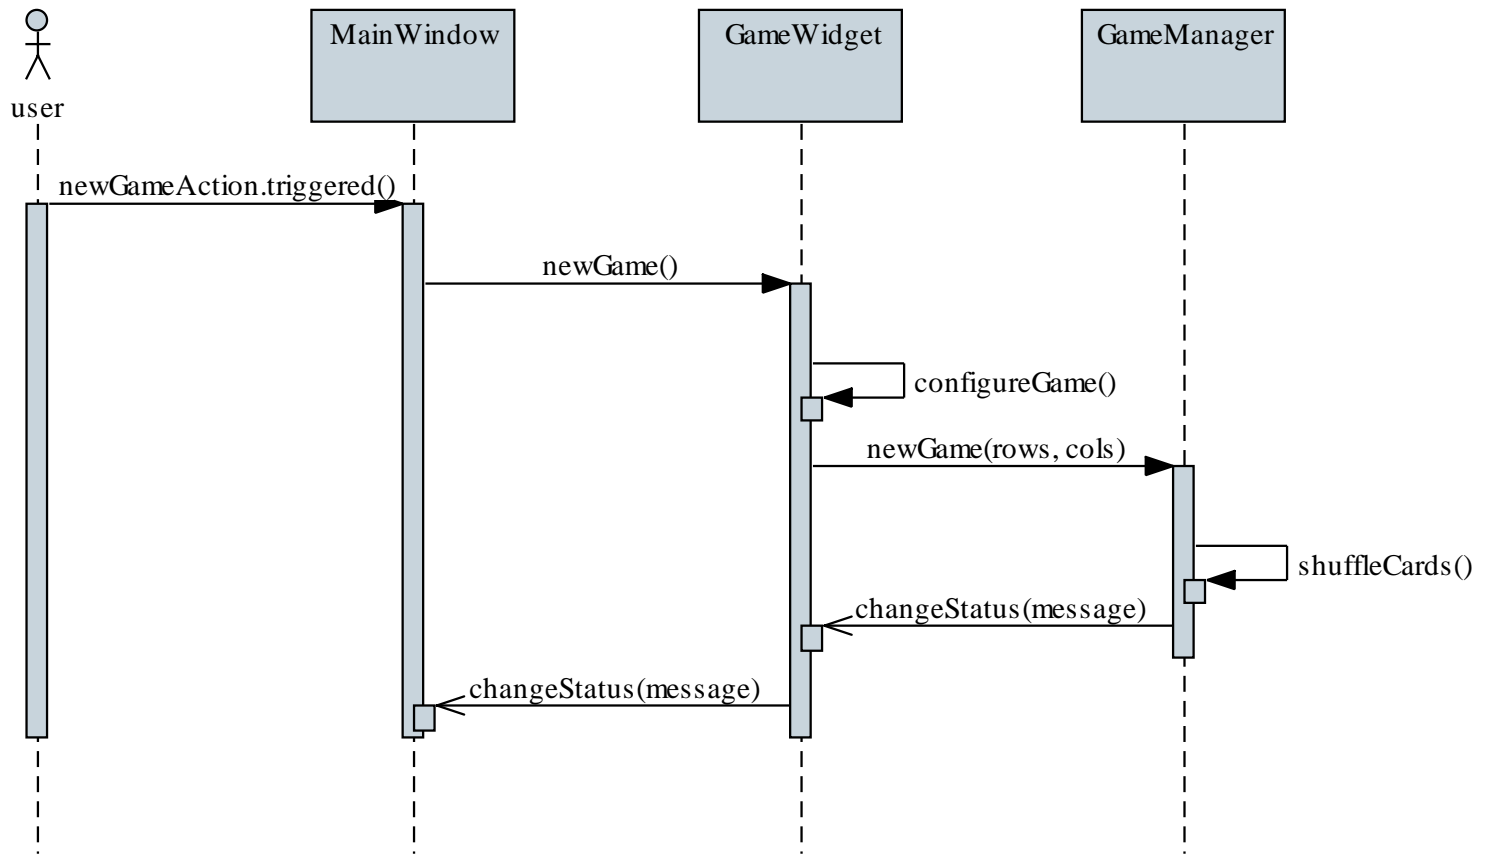 MainWindow
GameWidget
GameManager
user
newGameAction.triggered()
newGame()
configureGame()
newGame(rows, cols)
shuffleCards()
changeStatus(message)
changeStatus(message)